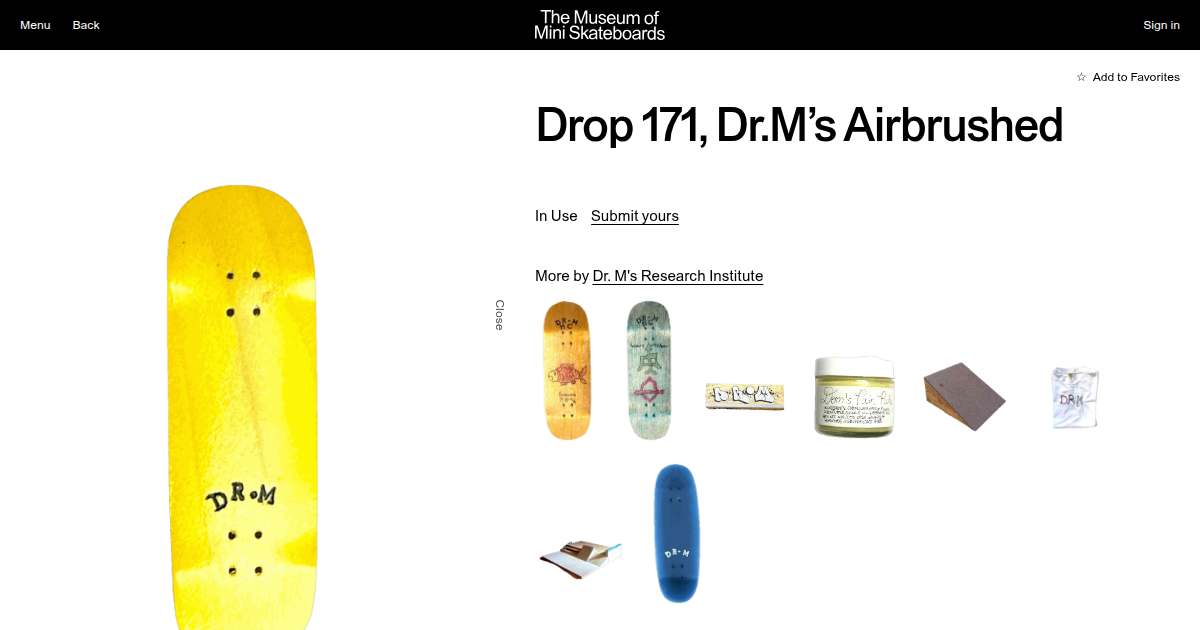 Menu
Back
The Museum of
Mini Skateboards
Sign in
☆ Add to Favorites
Drop 171, Dr.M’s Airbrushed
In Use Submit yours
More by Dr. M's Research Institute
Close
DR•M
DRM
DR•M